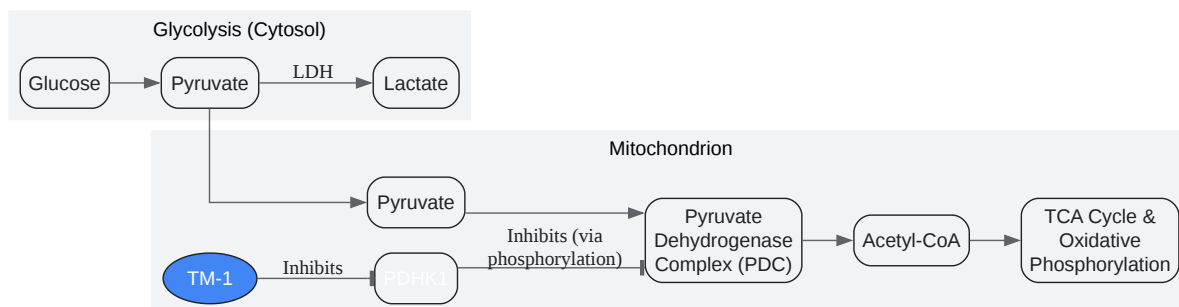 Glycolysis (Cytosol)
Glucose
Pyruvate
LDH
Lactate
Mitochondrion
Pyruvate
TM-1
Inhibits
PDHK1
Inhibits (via
phosphorylation)
Pyruvate
Dehydrogenase
Complex (PDC)
Acetyl-CoA
TCA Cycle &
Oxidative
Phosphorylation